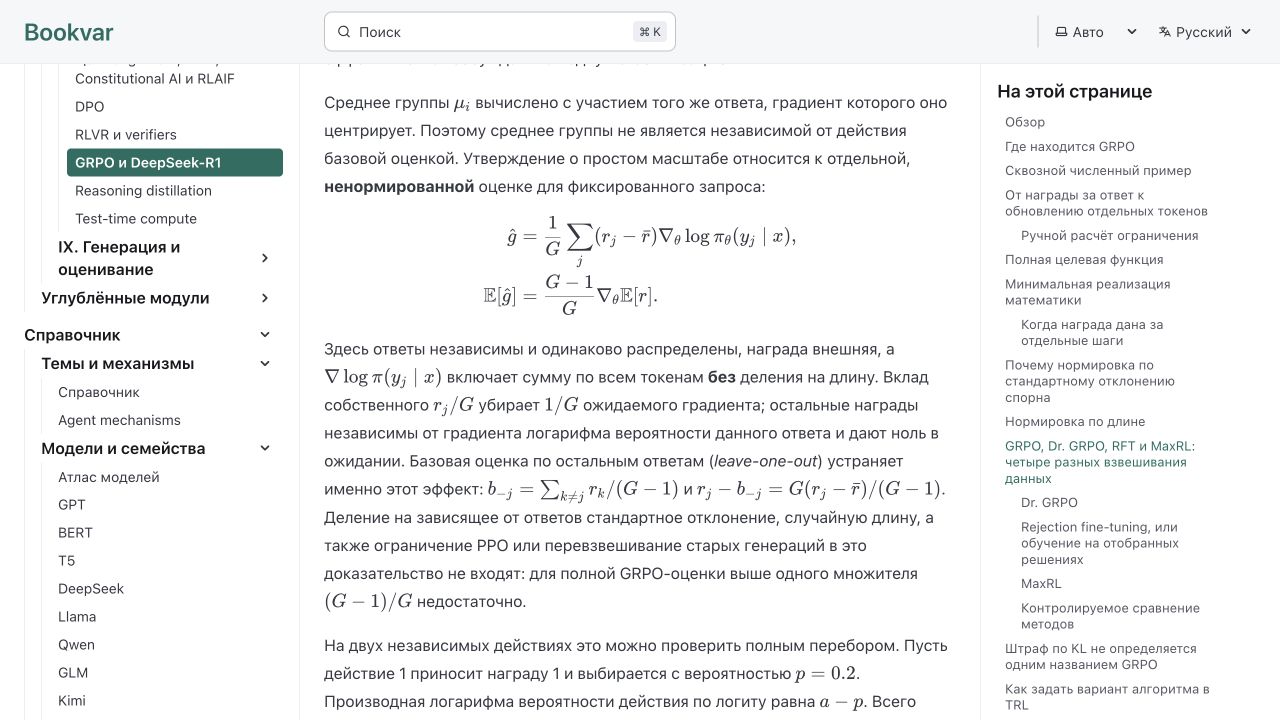 Bookvar
Поиск
⌘ K
Авто
Русский
Constitutional AI и RLAIF
DPO
RLVR и verifiers
GRPO и DeepSeek-R1
Reasoning distillation
Test-time compute
IX. Генерация и
оценивание
Углублённые модули
Справочник
Темы и механизмы
Справочник
Agent mechanisms
Модели и семейства
Атлас моделей
GPT
BERT
T5
DeepSeek
Llama
Qwen
GLM
Kimi
Среднее группы μᵢ вычислено с участием того же ответа, градиент которого оно
центрирует. Поэтому среднее группы не является независимой от действия
базовой оценкой. Утверждение о простом масштабе относится к отдельной,
ненормированной оценке для фиксированного запроса:
ĝ = 1/G ∑_j (r_j − r̄)∇_θ log π_θ(y_j | x),
𝔼[ĝ] = (G − 1)/G ∇_θ𝔼[r].
Здесь ответы независимы и одинаково распределены, награда внешняя, а
∇ log π(y_j | x) включает сумму по всем токенам без деления на длину. Вклад
собственного r_j/G убирает 1/G ожидаемого градиента; остальные награды
независимы от градиента логарифма вероятности данного ответа и дают ноль в
ожидании. Базовая оценка по остальным ответам (leave-one-out) устраняет
именно этот эффект: b_{−j} = ∑_{k≠j} r_k/(G − 1) и r_j − b_{−j} = G(r_j − r̄)/(G − 1).
Деление на зависящее от ответов стандартное отклонение, случайную длину, а
также ограничение PPO или перевзвешивание старых генераций в это
доказательство не входят: для полной GRPO-оценки выше одного множителя
(G − 1)/G недостаточно.
На двух независимых действиях это можно проверить полным перебором. Пусть
действие 1 приносит награду 1 и выбирается с вероятностью p = 0.2.
Производная логарифма вероятности действия по логиту равна a − p. Всего
На этой странице
Обзор
Где находится GRPO
Сквозной численный пример
От награды за ответ к
обновлению отдельных токенов
Ручной расчёт ограничения
Полная целевая функция
Минимальная реализация
математики
Когда награда дана за
отдельные шаги
Почему нормировка по
стандартному отклонению
спорна
Нормировка по длине
GRPO, Dr. GRPO, RFT и MaxRL:
четыре разных взвешивания
данных
Dr. GRPO
Rejection fine-tuning, или
обучение на отобранных
решениях
MaxRL
Контролируемое сравнение
методов
Штраф по KL не определяется
одним названием GRPO
Как задать вариант алгоритма в
TRL